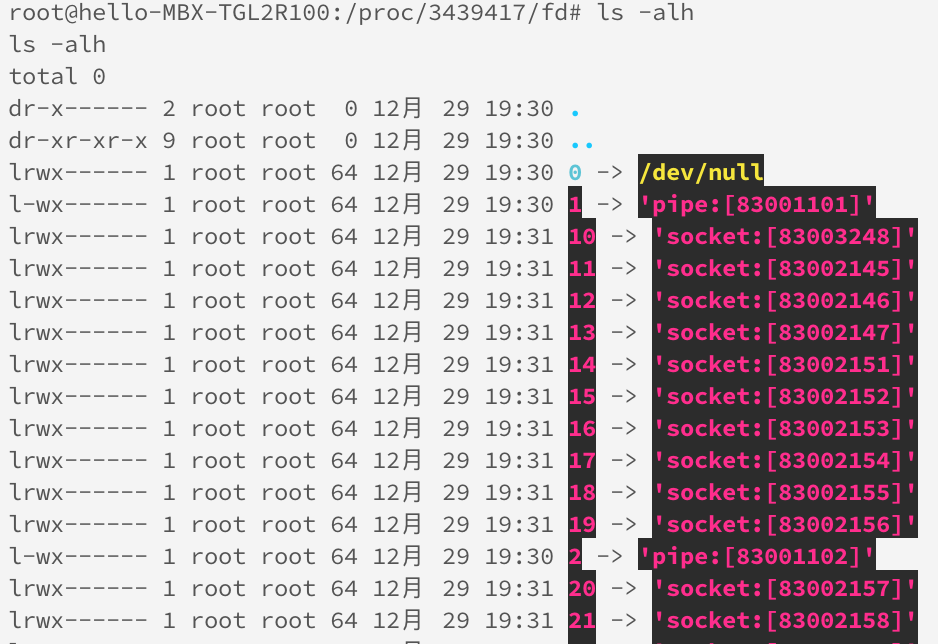 root@hello-MBX-TGL2R100:/proc/3439417/fd# ls -alh
ls -alh
total 0
dr-x------ 2 root root  0 12月  29 19:30 .
dr-xr-xr-x 9 root root  0 12月  29 19:30 ..
lrwx------ 1 root root 64 12月  29 19:30 0 -> /dev/null
l-wx------ 1 root root 64 12月  29 19:30 1 -> 'pipe:[83001101]'
lrwx------ 1 root root 64 12月  29 19:31 10 -> 'socket:[83003248]'
lrwx------ 1 root root 64 12月  29 19:31 11 -> 'socket:[83002145]'
lrwx------ 1 root root 64 12月  29 19:31 12 -> 'socket:[83002146]'
lrwx------ 1 root root 64 12月  29 19:31 13 -> 'socket:[83002147]'
lrwx------ 1 root root 64 12月  29 19:31 14 -> 'socket:[83002151]'
lrwx------ 1 root root 64 12月  29 19:31 15 -> 'socket:[83002152]'
lrwx------ 1 root root 64 12月  29 19:31 16 -> 'socket:[83002153]'
lrwx------ 1 root root 64 12月  29 19:31 17 -> 'socket:[83002154]'
lrwx------ 1 root root 64 12月  29 19:31 18 -> 'socket:[83002155]'
lrwx------ 1 root root 64 12月  29 19:31 19 -> 'socket:[83002156]'
l-wx------ 1 root root 64 12月  29 19:30 2 -> 'pipe:[83001102]'
lrwx------ 1 root root 64 12月  29 19:31 20 -> 'socket:[83002157]'
lrwx------ 1 root root 64 12月  29 19:31 21 -> 'socket:[83002158]'